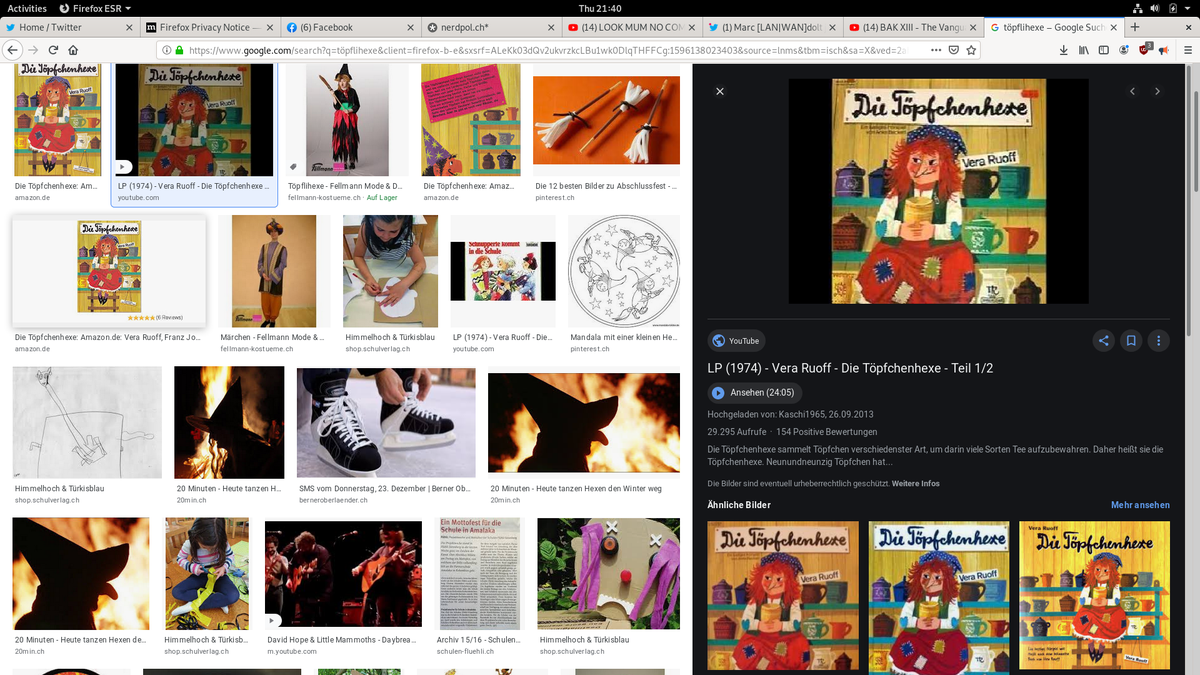 Activities
Firefox ESR
Thu 21:40
Home / Twitter
Firefox Privacy Notice —
(6) Facebook
nerdpol.ch*
(14) LOOK MUM NO COM
(1) Marc [LAN|WAN]dolt
(14) BAK XIII - The Vangu
töpflihexe – Google Such
https://www.google.com/search?q=töpflihexe&client=firefox-b-e&sxsrf=ALeKk03dQv2ukvrzkcLBu1wk0DIqTHFFCg:1596138023403&source=lnms&tbm=isch&sa=X&ved=2a
Die Töpfchenhexe
Vera Ruoff
Die Töpfchenhexe: Am...
amazon.de
Die Töpfchenhexe
Vera Ruoff
LP (1974) - Vera Ruoff - Die Töpfchenhexe ...
youtube.com
Fellmann
Töpflihexe - Fellmann Mode & D...
fellmann-kostueme.ch · Auf Lager
Die Töpfchenhexe: Amaz...
amazon.de
Die 12 besten Bilder zu Abschlussfest - ...
pinterest.ch
Die Töpfchenhexe
Vera Ruoff
(6 Reviews)
Die Töpfchenhexe: Amazon.de: Vera Ruoff, Franz Jo...
amazon.de
Fellmann
Märchen - Fellmann Mode & ...
fellmann-kostueme.ch
Himmelhoch & Türkisblau
shop.schulverlag.ch
Schnupperle kommt
in die Schule
LP (1974) - Vera Ruoff - Die...
youtube.com
Mandala mit einer kleinen He...
pinterest.ch
Himmelhoch & Türkisblau
shop.schulverlag.ch
20 Minuten - Heute tanzen H...
20min.ch
SMS vom Donnerstag, 23. Dezember | Berner Ob...
berneroberlaender.ch
20 Minuten - Heute tanzen Hexen den Winter weg
20min.ch
20 Minuten - Heute tanzen Hexen de...
20min.ch
Himmelhoch & Türkisb...
shop.schulverlag.ch
David Hope & Little Mammoths - Daybrea...
m.youtube.com
Ein Mottofest für die
Schule in Amalaka
Archiv 15/16 - Schulen...
schulen-fluehli.ch
Himmelhoch & Türkisblau
shop.schulverlag.ch
Die Töpfchenhexe
Vera Ruoff
YouTube
LP (1974) - Vera Ruoff - Die Töpfchenhexe - Teil 1/2
Ansehen (24:05)
Hochgeladen von: Kaschi1965, 26.09.2013
29.295 Aufrufe · 154 Positive Bewertungen
Die Töpfchenhexe sammelt Töpfchen verschiedenster Art, um darin viele Sorten Tee aufzubewahren. Daher heißt sie die
Töpfchenhexe. Neunundneunzig Töpfchen hat...
Die Bilder sind eventuell urheberrechtlich geschützt. Weitere Infos
Ähnliche Bilder
Mehr ansehen
Die Töpfchenhexe
Vera Ruoff
Die Töpfchenhexe
Vera Ruoff
Vera Ruoff
Die Töpfchenhexe
Vera Ruoff